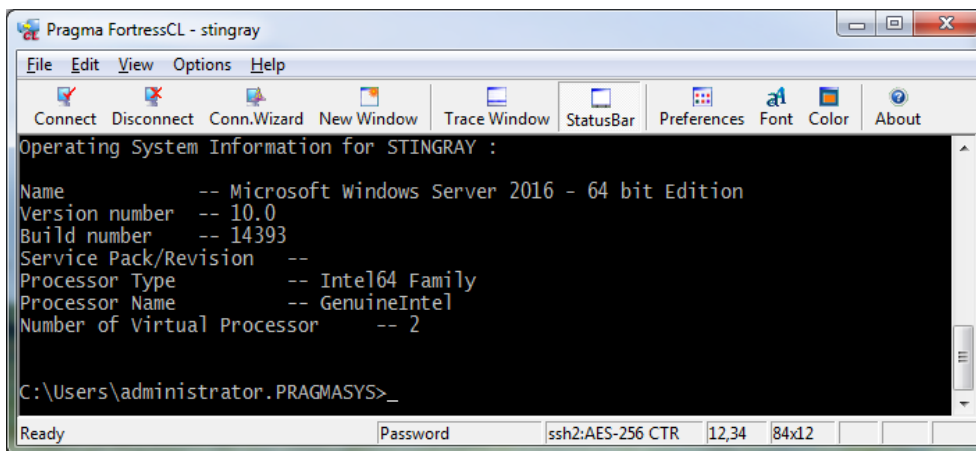 Pragma FortressCL - stingray
File Edit View Options Help
Connect Disconnect Conn.Wizard New Window Trace Window StatusBar Preferences Font Color About
Operating System Information for STINGRAY :
Name -- Microsoft Windows Server 2016 - 64 bit Edition
Version number -- 10.0
Build number -- 14393
Service Pack/Revision --
Processor Type -- Intel64 Family
Processor Name -- GenuineIntel
Number of Virtual Processor -- 2
C:\Users\administrator.PRAGMASYS>_
Ready Password ssh2:AES-256 CTR 12,34 84x12